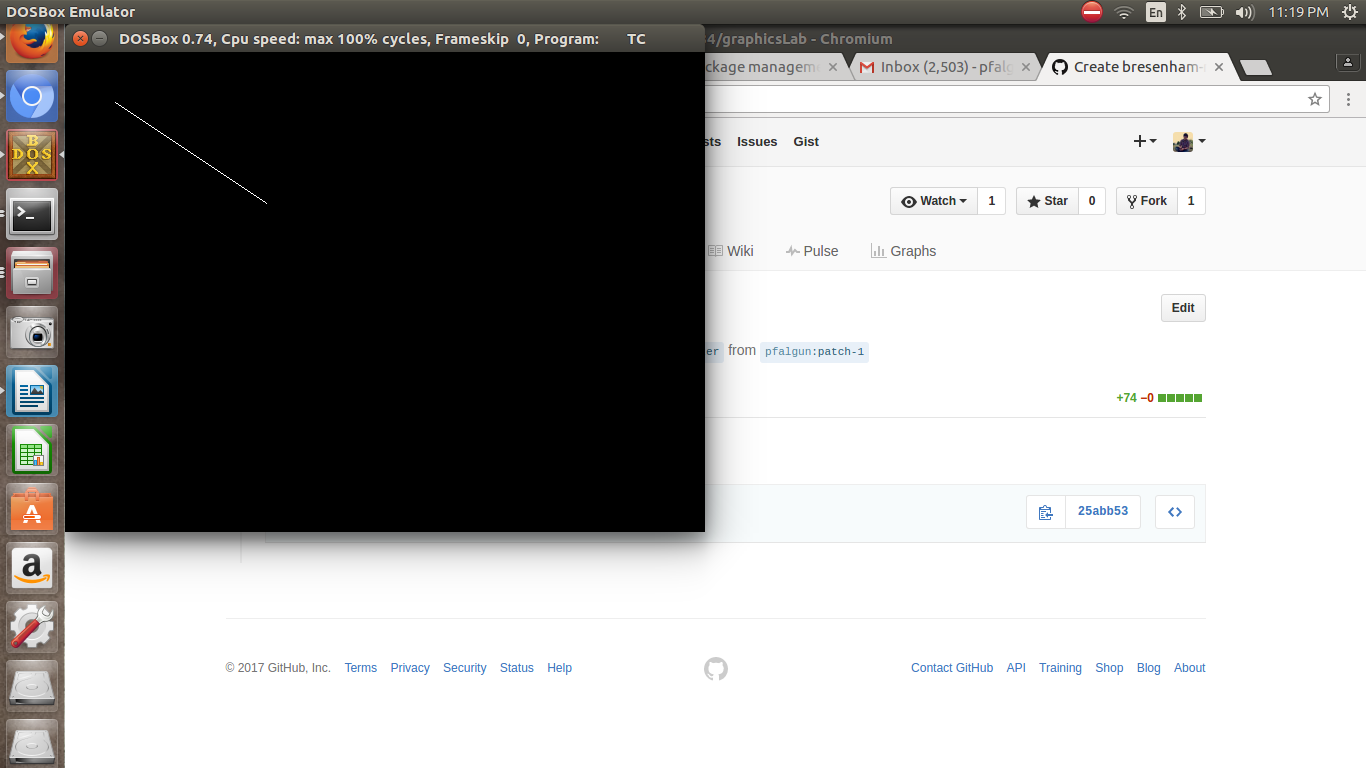 DOSBox Emulator
En
11:19 PM
DOSBox 0.74, Cpu speed: max 100% cycles, Frameskip 0, Program: TC
4/graphicsLab - Chromium
ckage managem
Inbox (2,503) - pfalg
Create bresenham-
sts Issues Gist
Watch 1 Star 0 Fork 1
Wiki Pulse Graphs
Edit
er from pfalgun:patch-1
+74 −0
25abb53
© 2017 GitHub, Inc. Terms Privacy Security Status Help
Contact GitHub API Training Shop Blog About
BOX
DOS
a